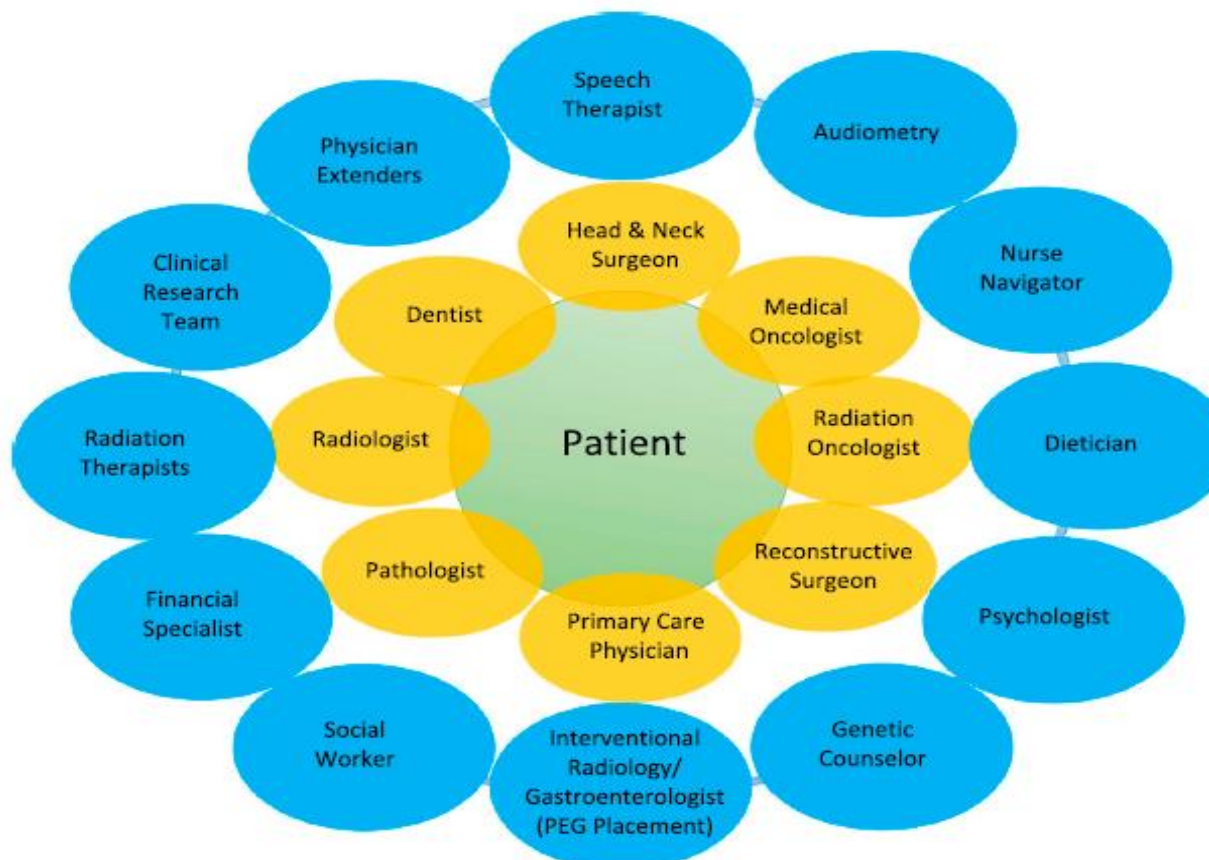 Speech
Therapist
Audiometry
Physician
Extenders
Head & Neck
Surgeon
Nurse
Navigator
Clinical
Research
Team
Dentist
Medical
Oncologist
Radiation
Therapists
Radiologist
Patient
Radiation
Oncologist
Dietician
Financial
Specialist
Pathologist
Primary Care
Physician
Reconstructive
Surgeon
Psychologist
Social
Worker
Interventional
Radiology/
Gastroenterologist
(PEG Placement)
Genetic
Counselor